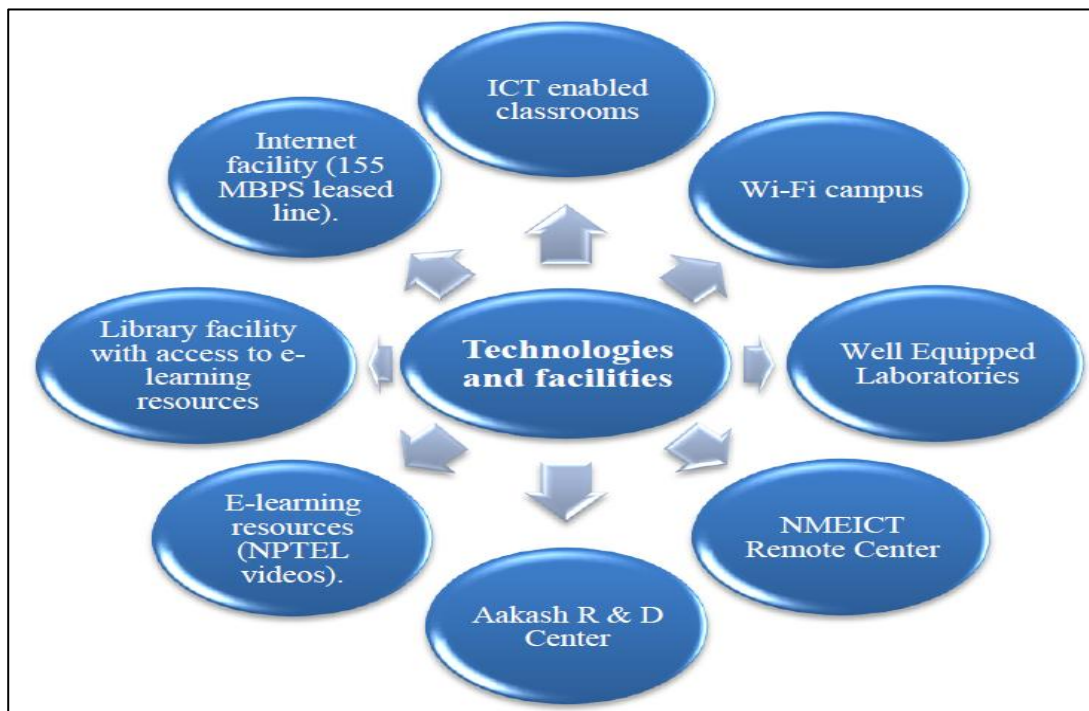 ICT enabled
classrooms
Wi-Fi campus
Well Equipped
Laboratories
NMEICT
Remote Center
Aakash R & D
Center
E-learning
resources
(NPTEL
videos).
Library facility
with access to e-
learning
resources
Internet
facility (155
MBPS leased
line).
Technologies
and facilities